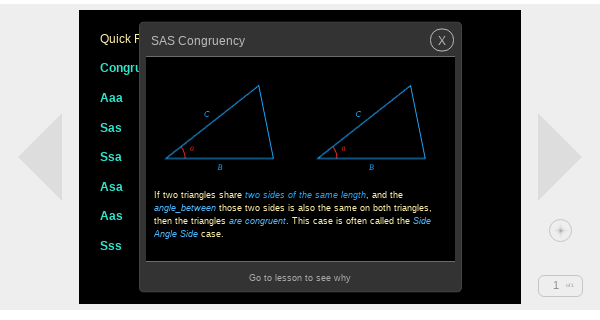 Quick
SAS Congruency
X
Aaa
Sas
Ssa
Asa
Aas
Sss
C
a
B
C
a
B
If two triangles share two sides of the same length, and the
angle_between those two sides is also the same on both triangles,
then the triangles are congruent. This case is often called the Side
Angle Side case.
Go to lesson to see why
1 of 1